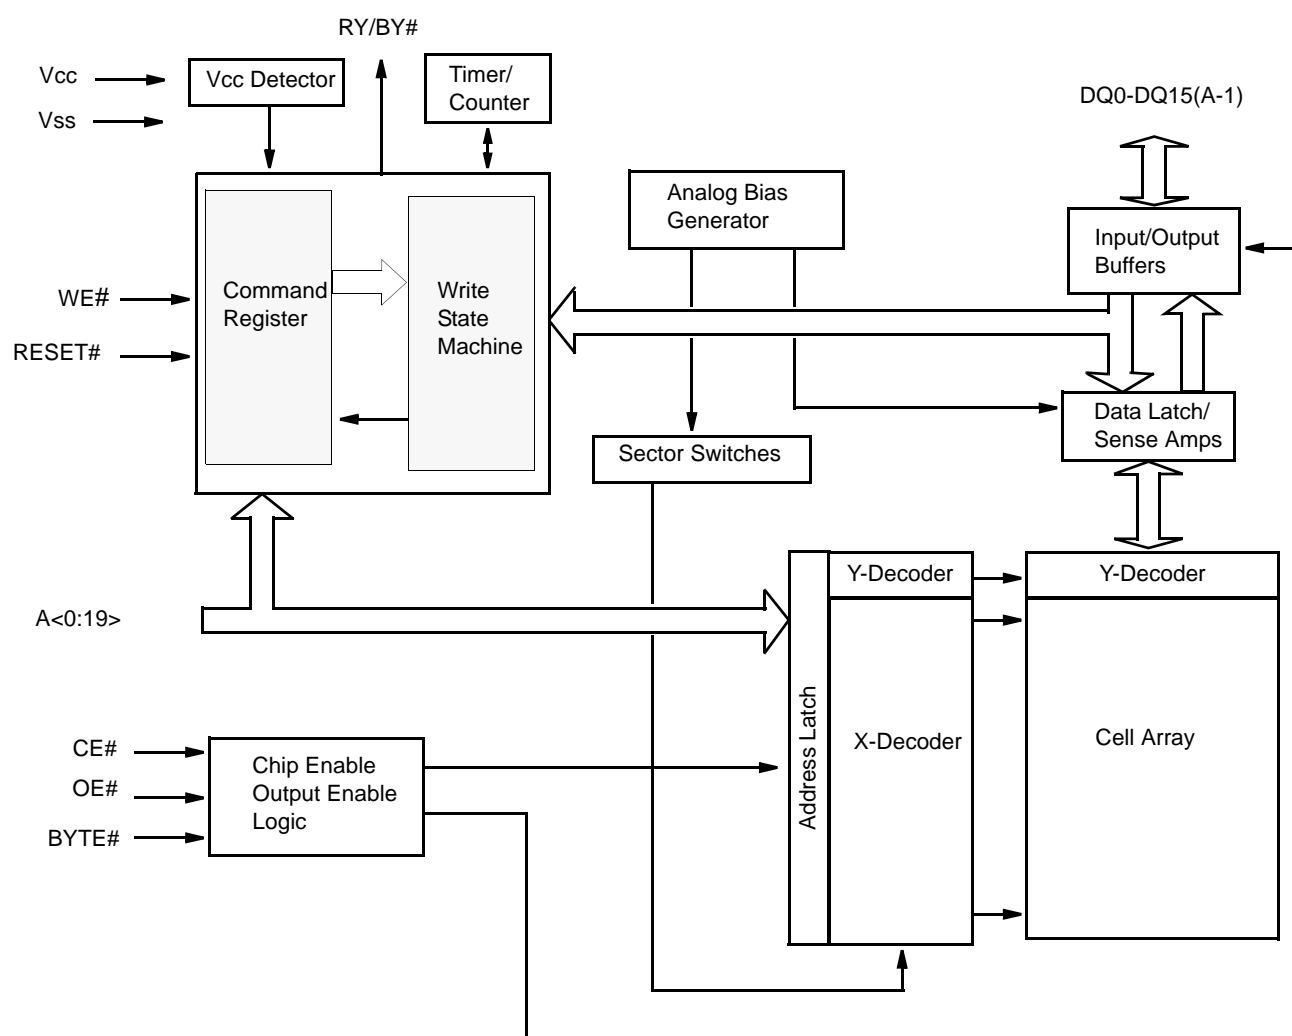 RY/BY#
Vcc
Vss
Vcc Detector
Timer/
Counter
DQ0-DQ15(A-1)
Analog Bias
Generator
Input/Output
Buffers
WE#
RESET#
Command
Register
Write
State
Machine
Data Latch/
Sense Amps
Sector Switches
Y-Decoder
Y-Decoder
A<0:19>
Address Latch
X-Decoder
Cell Array
CE#
OE#
BYTE#
Chip Enable
Output Enable
Logic